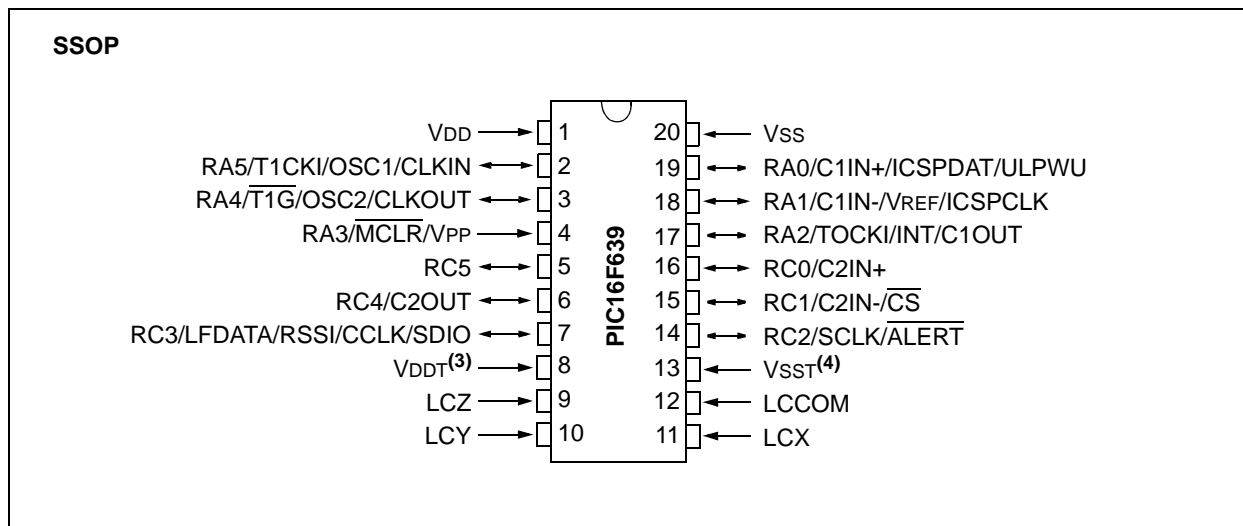 SSOP
VDD 1
RA5/T1CKI/OSC1/CLKIN 2
RA4/T1G/OSC2/CLKOUT 3
RA3/MCLR/VPP 4
RC5 5
RC4/C2OUT 6
RC3/LFDATA/RSSI/CCLK/SDIO 7
VDDT(3) 8
LCZ 9
LCY 10
PIC16F639
20 VSS
19 RA0/C1IN+/ICSPDAT/ULPWU
18 RA1/C1IN-/VREF/ICSPCLK
17 RA2/TOCKI/INT/C1OUT
16 RC0/C2IN+
15 RC1/C2IN-/CS
14 RC2/SCLK/ALERT
13 VSST(4)
12 LCCOM
11 LCX